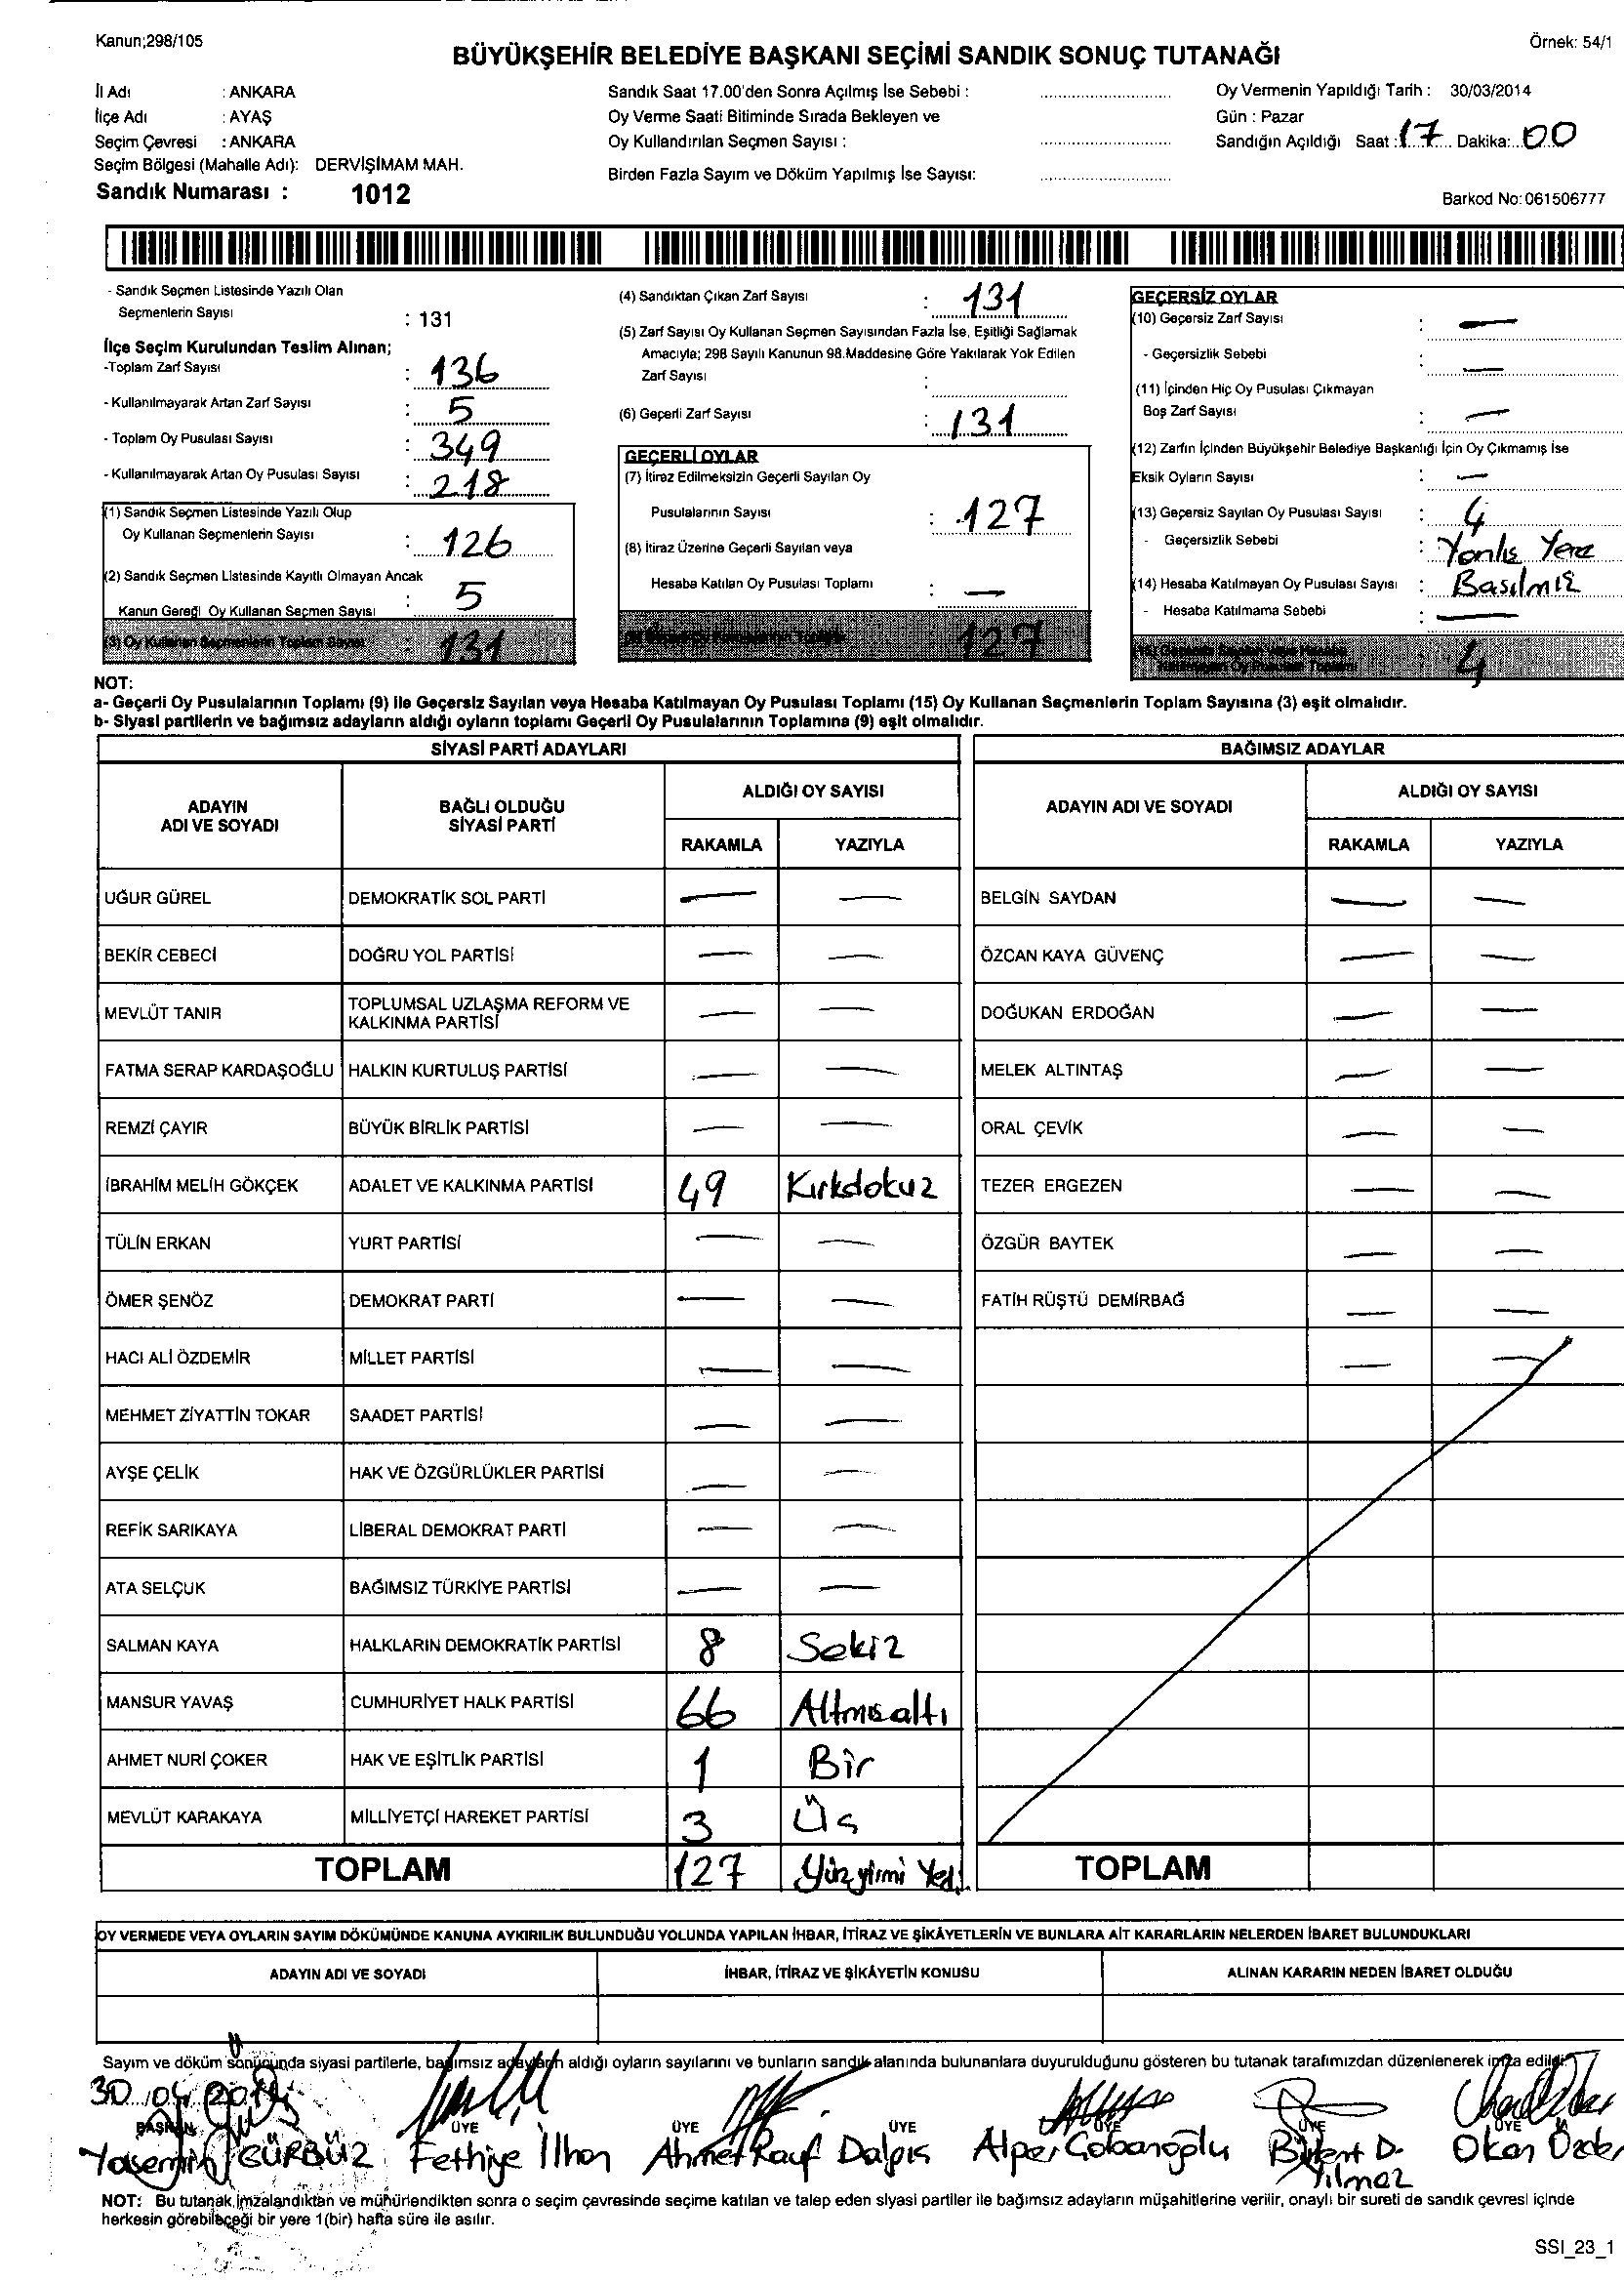 Kanun;298/105
Örnek: 54/1
BÜYÜKŞEHİR BELEDİYE BAŞKANI SEÇİMİ SANDIK SONUÇ TUTANAĞI
İl Adı : ANKARA
İlçe Adı : AYAŞ
Seçim Çevresi : ANKARA
Seçim Bölgesi (Mahalle Adı): DERVİŞİMAM MAH.
Sandık Numarası : 1012
Sandık Saat 17.00'den Sonra Açılmış İse Sebebi :
Oy Verme Saati Bitiminde Sırada Bekleyen ve
Oy Kullandırılan Seçmen Sayısı :
Birden Fazla Sayım ve Döküm Yapılmış İse Sayısı:
Oy Vermenin Yapıldığı Tarih : 30/03/2014
Gün : Pazar
Sandığın Açıldığı Saat : 17 Dakika: 00
Barkod No:061506777
- Sandık Seçmen Listesinde Yazılı Olan
Seçmenlerin Sayısı : 131
İlçe Seçim Kurulundan Teslim Alınan;
-Toplam Zarf Sayısı : 136
- Kullanılmayarak Artan Zarf Sayısı : 5
- Toplam Oy Pusulası Sayısı : 349
- Kullanılmayarak Artan Oy Pusulası Sayısı : 218
(1) Sandık Seçmen Listesinde Yazılı Olup
Oy Kullanan Seçmenlerin Sayısı : 126
(2) Sandık Seçmen Listesinde Kayıtlı Olmayan Ancak
Kanun Gereği Oy Kullanan Seçmen Sayısı : 5
(3) Oy Kullanan Seçmenlerin Toplam Sayısı : 131
(4) Sandıktan Çıkan Zarf Sayısı : 131
(5) Zarf Sayısı Oy Kullanan Seçmen Sayısından Fazla İse, Eşitliği Sağlamak
Amacıyla; 298 Sayılı Kanunun 98.Maddesine Göre Yakılarak Yok Edilen
Zarf Sayısı :
(6) Geçerli Zarf Sayısı : 131
GEÇERLİ OYLAR
(7) İtiraz Edilmeksizin Geçerli Sayılan Oy
Pusulalarının Sayısı : 127
(8) İtiraz Üzerine Geçerli Sayılan veya
Hesaba Katılan Oy Pusulası Toplamı : —
127
GEÇERSİZ OYLAR
(10) Geçersiz Zarf Sayısı : —
- Geçersizlik Sebebi : —
(11) İçinden Hiç Oy Pusulası Çıkmayan
Boş Zarf Sayısı : —
(12) Zarfın İçinden Büyükşehir Belediye Başkanlığı İçin Oy Çıkmamış İse
Eksik Oyların Sayısı : —
(13) Geçersiz Sayılan Oy Pusulası Sayısı : 4
- Geçersizlik Sebebi : Yanlış Yere
(14) Hesaba Katılmayan Oy Pusulası Sayısı : Basılmış
- Hesaba Katılmama Sebebi : —
4
NOT:
a- Geçerli Oy Pusulalarının Toplamı (9) ile Geçersiz Sayılan veya Hesaba Katılmayan Oy Pusulası Toplamı (15) Oy Kullanan Seçmenlerin Toplam Sayısına (3) eşit olmalıdır.
b- Siyasi partilerin ve bağımsız adayların aldığı oyların toplamı Geçerli Oy Pusulalarının Toplamına (9) eşit olmalıdır.
SİYASİ PARTİ ADAYLARI
ADAYIN ADI VE SOYADI
BAĞLI OLDUĞU SİYASİ PARTİ
ALDIĞI OY SAYISI
RAKAMLA YAZIYLA
UĞUR GÜREL DEMOKRATİK SOL PARTİ — —
BEKİR CEBECİ DOĞRU YOL PARTİSİ — —
MEVLÜT TANIR TOPLUMSAL UZLAŞMA REFORM VE KALKINMA PARTİSİ — —
FATMA SERAP KARDAŞOĞLU HALKIN KURTULUŞ PARTİSİ — —
REMZİ ÇAYIR BÜYÜK BİRLİK PARTİSİ — —
İBRAHİM MELİH GÖKÇEK ADALET VE KALKINMA PARTİSİ 49 Kırkdokuz
TÜLİN ERKAN YURT PARTİSİ — —
ÖMER ŞENÖZ DEMOKRAT PARTİ — —
HACI ALİ ÖZDEMİR MİLLET PARTİSİ — —
MEHMET ZİYATTİN TOKAR SAADET PARTİSİ — —
AYŞE ÇELİK HAK VE ÖZGÜRLÜKLER PARTİSİ — —
REFİK SARIKAYA LİBERAL DEMOKRAT PARTİ — —
ATA SELÇUK BAĞIMSIZ TÜRKİYE PARTİSİ — —
SALMAN KAYA HALKLARIN DEMOKRATİK PARTİSİ 8 Sekiz
MANSUR YAVAŞ CUMHURİYET HALK PARTİSİ 66 Altmışaltı
AHMET NURİ ÇOKER HAK VE EŞİTLİK PARTİSİ 1 Bir
MEVLÜT KARAKAYA MİLLİYETÇİ HAREKET PARTİSİ 3 Üç
TOPLAM 127 Yüzyirmi Yedi
BAĞIMSIZ ADAYLAR
ADAYIN ADI VE SOYADI
ALDIĞI OY SAYISI
RAKAMLA YAZIYLA
BELGİN SAYDAN — —
ÖZCAN KAYA GÜVENÇ — —
DOĞUKAN ERDOĞAN — —
MELEK ALTINTAŞ — —
ORAL ÇEVİK — —
TEZER ERGEZEN — —
ÖZGÜR BAYTEK — —
FATİH RÜŞTÜ DEMİRBAĞ — —
— —
TOPLAM
OY VERMEDE VEYA OYLARIN SAYIM DÖKÜMÜNDE KANUNA AYKIRILIK BULUNDUĞU YOLUNDA YAPILAN İHBAR, İTİRAZ VE ŞİKÂYETLERİN VE BUNLARA AİT KARARLARIN NELERDEN İBARET BULUNDUKLARI
ADAYIN ADI VE SOYADI
İHBAR, İTİRAZ VE ŞİKÂYETİN KONUSU
ALINAN KARARIN NEDEN İBARET OLDUĞU
Sayım ve döküm sonucunda siyasi partilerle, bağımsız adayların aldığı oyların sayılarını ve bunların sandık alanında bulunanlara duyurulduğunu gösteren bu tutanak tarafımızdan düzenlenerek imza edildi.
30/04/2014
BAŞKAN ÜYE ÜYE ÜYE ÜYE ÜYE ÜYE
Yasemin GÜRBÜZ Fethiye İlhan Ahmet Rauf Dalpıs Alper Çobanoğlu Bülent D. Yılmaz Okan
NOT: Bu tutanak,imzalandıktan ve mühürlendikten sonra o seçim çevresinde seçime katılan ve talep eden siyasi partiler ile bağımsız adayların müşahitlerine verilir, onaylı bir sureti de sandık çevresi içinde
herkesin görebileceği bir yere 1(bir) hafta süre ile asılır.
SSI_23_1